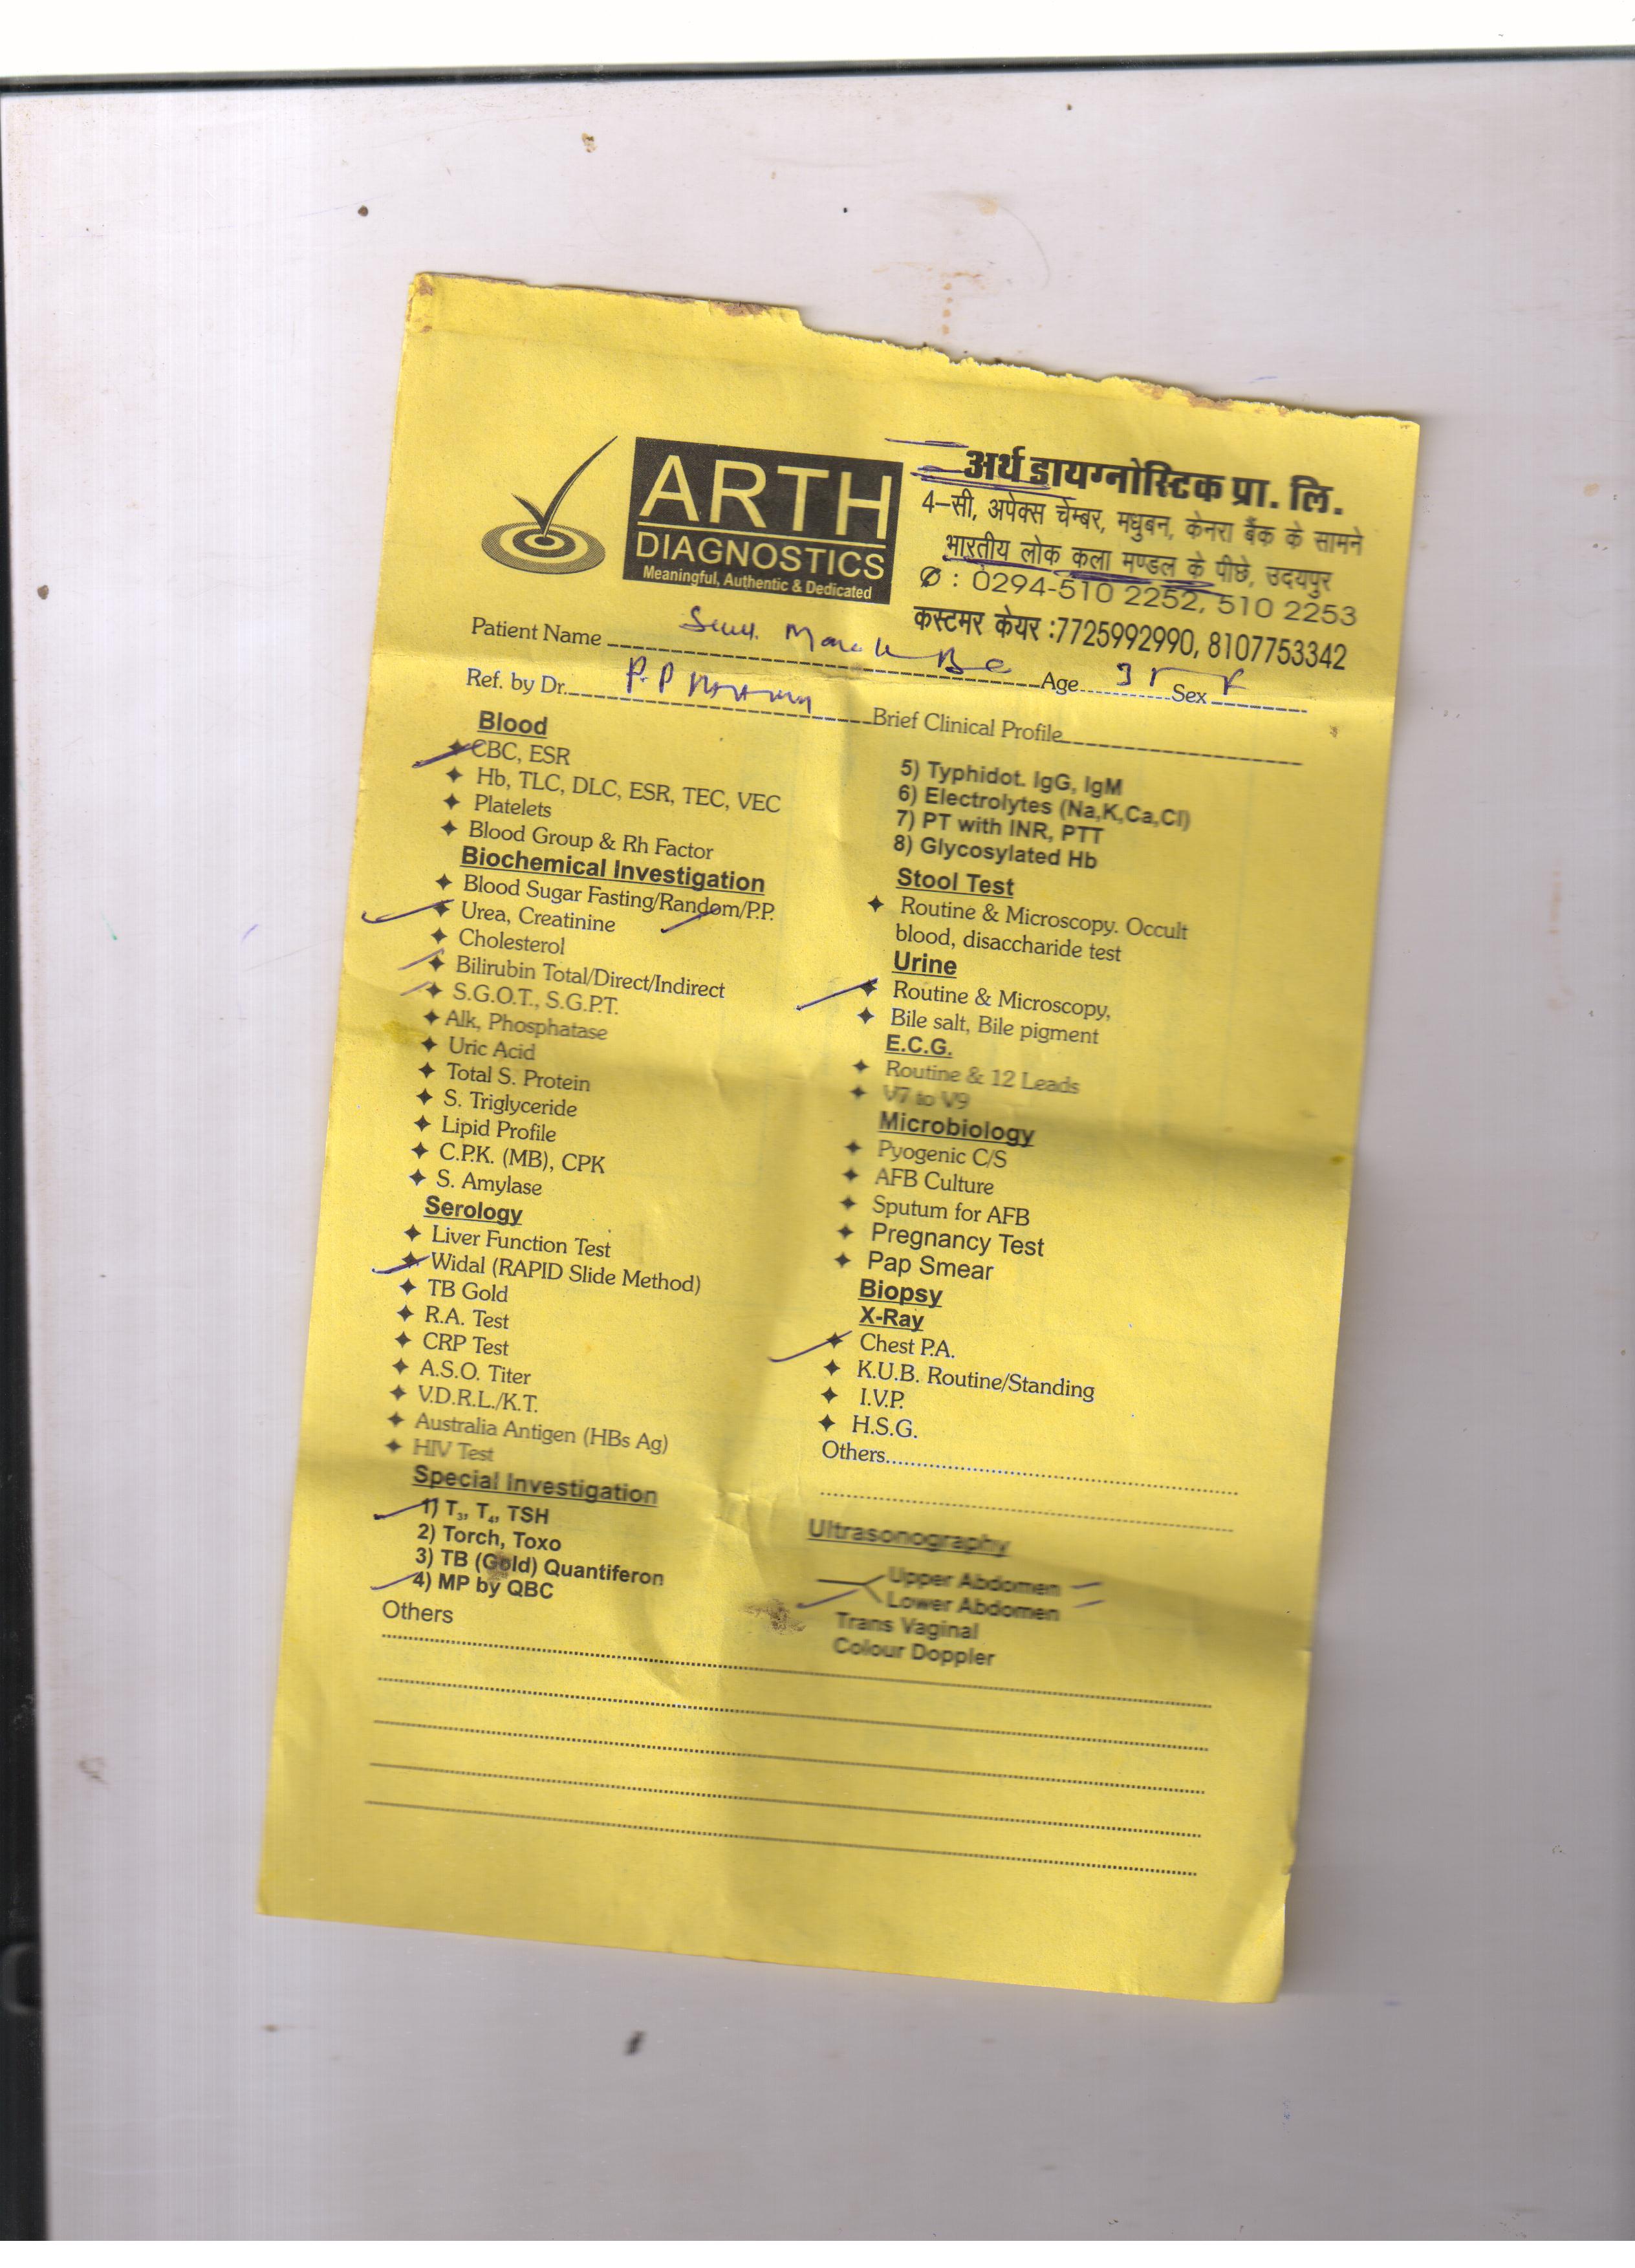 ARTH
DIAGNOSTICS
Meaningful, Authentic & Dedicated
अर्थ डायग्नोस्टिक प्रा. लि.
4–सी, अपेक्स चेम्बर, मधुबन, केनरा बैंक के सामने
भारतीय लोक कला मण्डल के पीछे, उदयपुर
: 0294-510 2252, 510 2253
कस्टमर केयर :7725992990, 8107753342
Patient Name
Age Sex F
Ref. by Dr. P.P
Brief Clinical Profile
Blood
CBC, ESR
Hb, TLC, DLC, ESR, TEC, VEC
Platelets
Blood Group & Rh Factor
Biochemical Investigation
Blood Sugar Fasting/Random/P.P.
Urea, Creatinine
Cholesterol
Bilirubin Total/Direct/Indirect
S.G.O.T., S.G.P.T.
Alk, Phosphatase
Uric Acid
Total S. Protein
S. Triglyceride
Lipid Profile
C.P.K. (MB), CPK
S. Amylase
Serology
Liver Function Test
Widal (RAPID Slide Method)
TB Gold
R.A. Test
CRP Test
A.S.O. Titer
V.D.R.L./K.T.
Australia Antigen (HBs Ag)
HIV Test
Special Investigation
1) T3, T4, TSH
2) Torch, Toxo
3) TB (Gold) Quantiferon
4) MP by QBC
Others
5) Typhidot. IgG, IgM
6) Electrolytes (Na,K,Ca,Cl)
7) PT with INR, PTT
8) Glycosylated Hb
Stool Test
Routine & Microscopy. Occult
blood, disaccharide test
Urine
Routine & Microscopy,
Bile salt, Bile pigment
E.C.G.
Routine & 12 Leads
V7 to V9
Microbiology
Pyogenic C/S
AFB Culture
Sputum for AFB
Pregnancy Test
Pap Smear
Biopsy
X-Ray
Chest P.A.
K.U.B. Routine/Standing
I.V.P.
H.S.G.
Others
Ultrasonography
Upper Abdomen
Lower Abdomen
Trans Vaginal
Colour Doppler